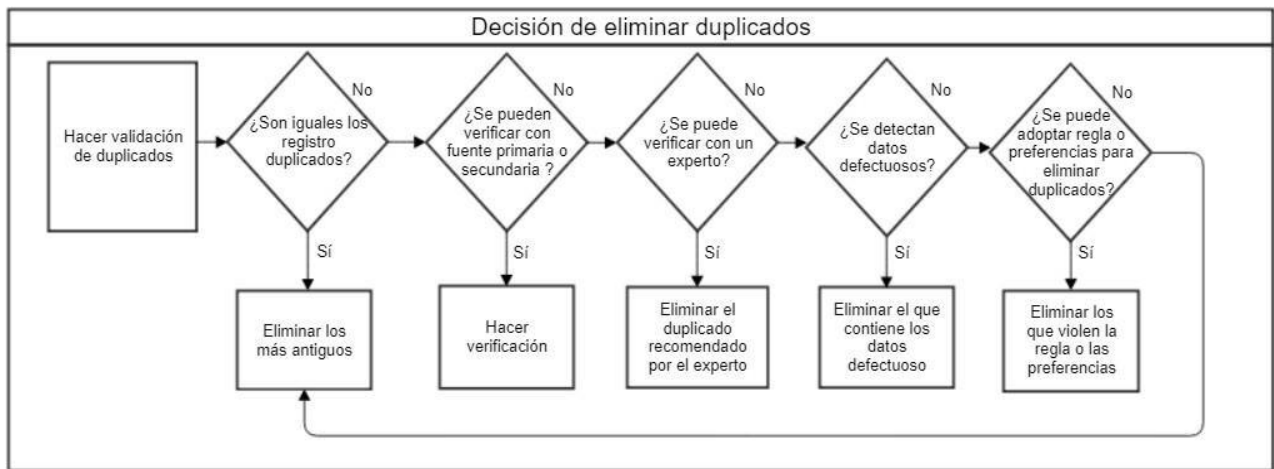 Decisión de eliminar duplicados
Hacer validación
de duplicados
¿Son iguales los
registro
duplicados?
No
Sí
Eliminar los
más antiguos
¿Se pueden
verificar con
fuente primaria o
secundaria ?
No
Sí
Hacer
verificación
¿Se puede
verificar con un
experto?
No
Sí
Eliminar el
duplicado
recomendado
por el experto
¿Se detectan
datos
defectuosos?
No
Sí
Eliminar el que
contiene los
datos
defectuoso
¿Se puede
adoptar regla o
preferencias para
eliminar
duplicados?
No
Sí
Eliminar los
que violen la
regla o las
preferencias